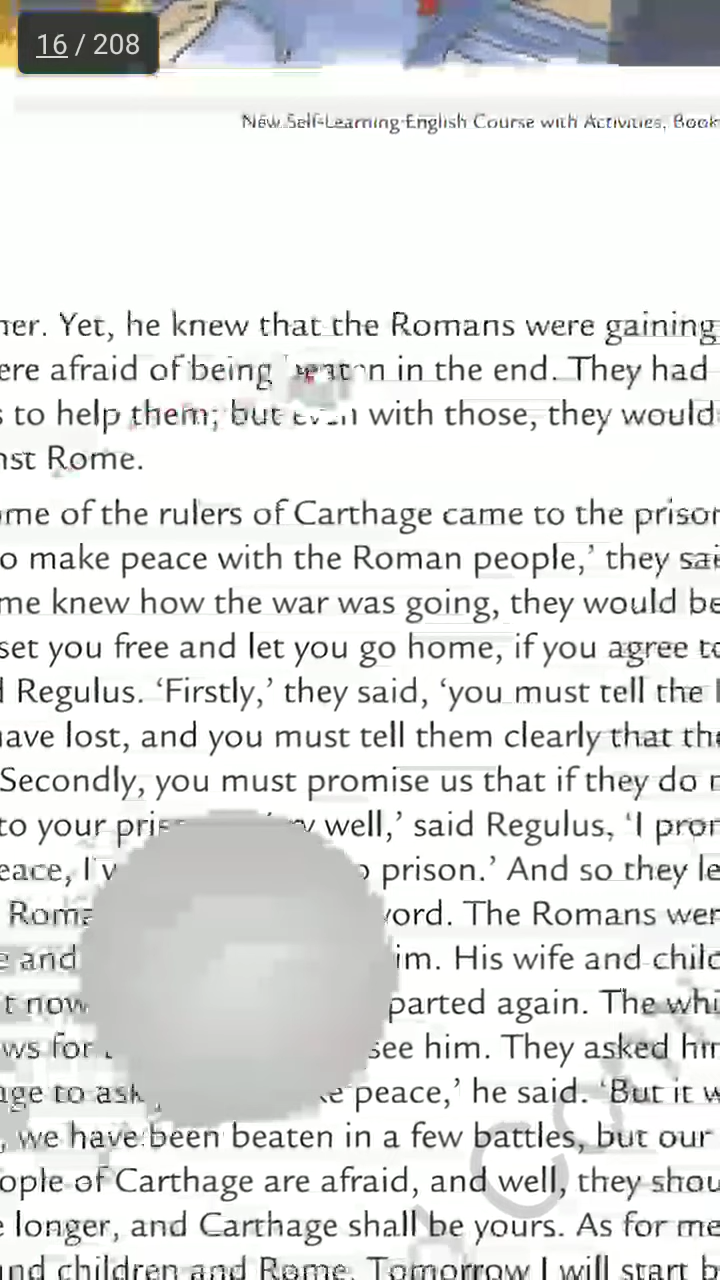 16 / 208
New Self-Learning English Course with Activities, Book
her. Yet, he knew that the Romans were gaining
ere afraid of being in the end. They had
s to help them; but even with those, they would
nst Rome.
ome of the rulers of Carthage came to the prison
o make peace with the Roman people,’ they sai
me knew how the war was going, they would be
set you free and let you go home, if you agree to
d Regulus. ‘Firstly,’ they said, ‘you must tell the
have lost, and you must tell them clearly that the
Secondly, you must promise us that if they do
to your well,’ said Regulus, ‘I pro
eace, I prison.’ And so they le
Roma word. The Romans wer
e and im. His wife and child
t now parted again. The whi
ws for see him. They asked him
age to ask peace,’ he said. ‘But it w
, we have been beaten in a few battles, but our
ople of Carthage are afraid, and well, they shou
e longer, and Carthage shall be yours. As for me
and children and Rome. Tomorrow I will start b